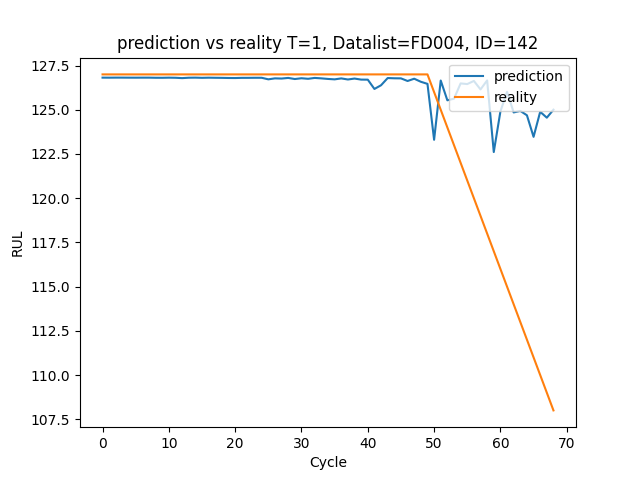 prediction vs reality T=1, Datalist=FD004, ID=142
127.5
125.0
122.5
120.0
117.5
115.0
112.5
110.0
107.5
RUL
prediction
reality
0 10 20 30 40 50 60 70
Cycle